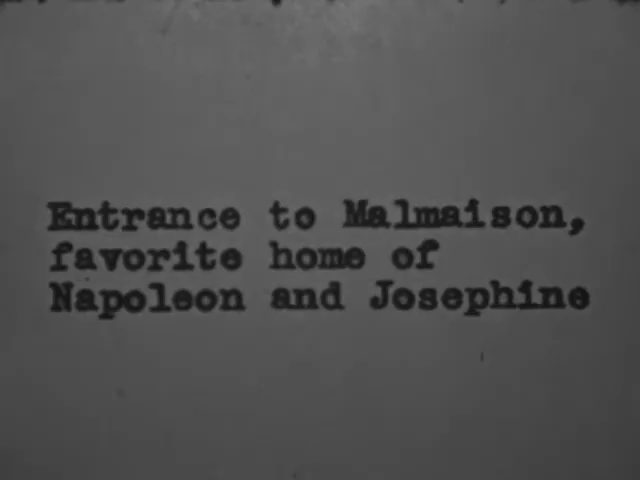 Entrance to Malmaison,
favorite home of
Napoleon and Josephine